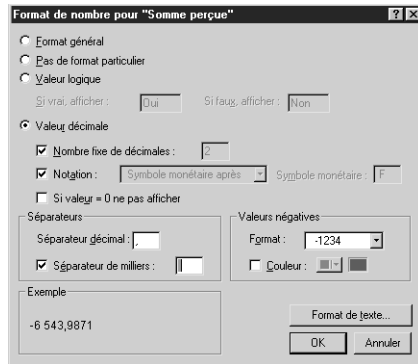 Format de nombre pour "Somme perçue"
Format général
Pas de format particulier
Valeur logique
Si vrai, afficher : Oui Si faux, afficher : Non
Valeur décimale
Nombre fixe de décimales : 2
Notation : Symbole monétaire après Symbole monétaire : F
Si valeur = 0 ne pas afficher
Séparateurs
Séparateur décimal : ,
Séparateur de milliers :
Valeurs négatives
Format : -1234
Couleur :
Exemple
-6 543,9871
Format de texte...
OK Annuler